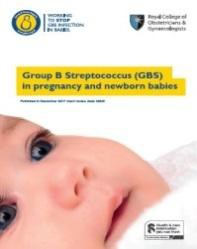 WORKING
TO STOP
GBS INFECTION
IN BABIES
Royal College of
Obstetricians &
Gynaecologists
Group B Streptococcus (GBS)
in pregnancy and newborn babies